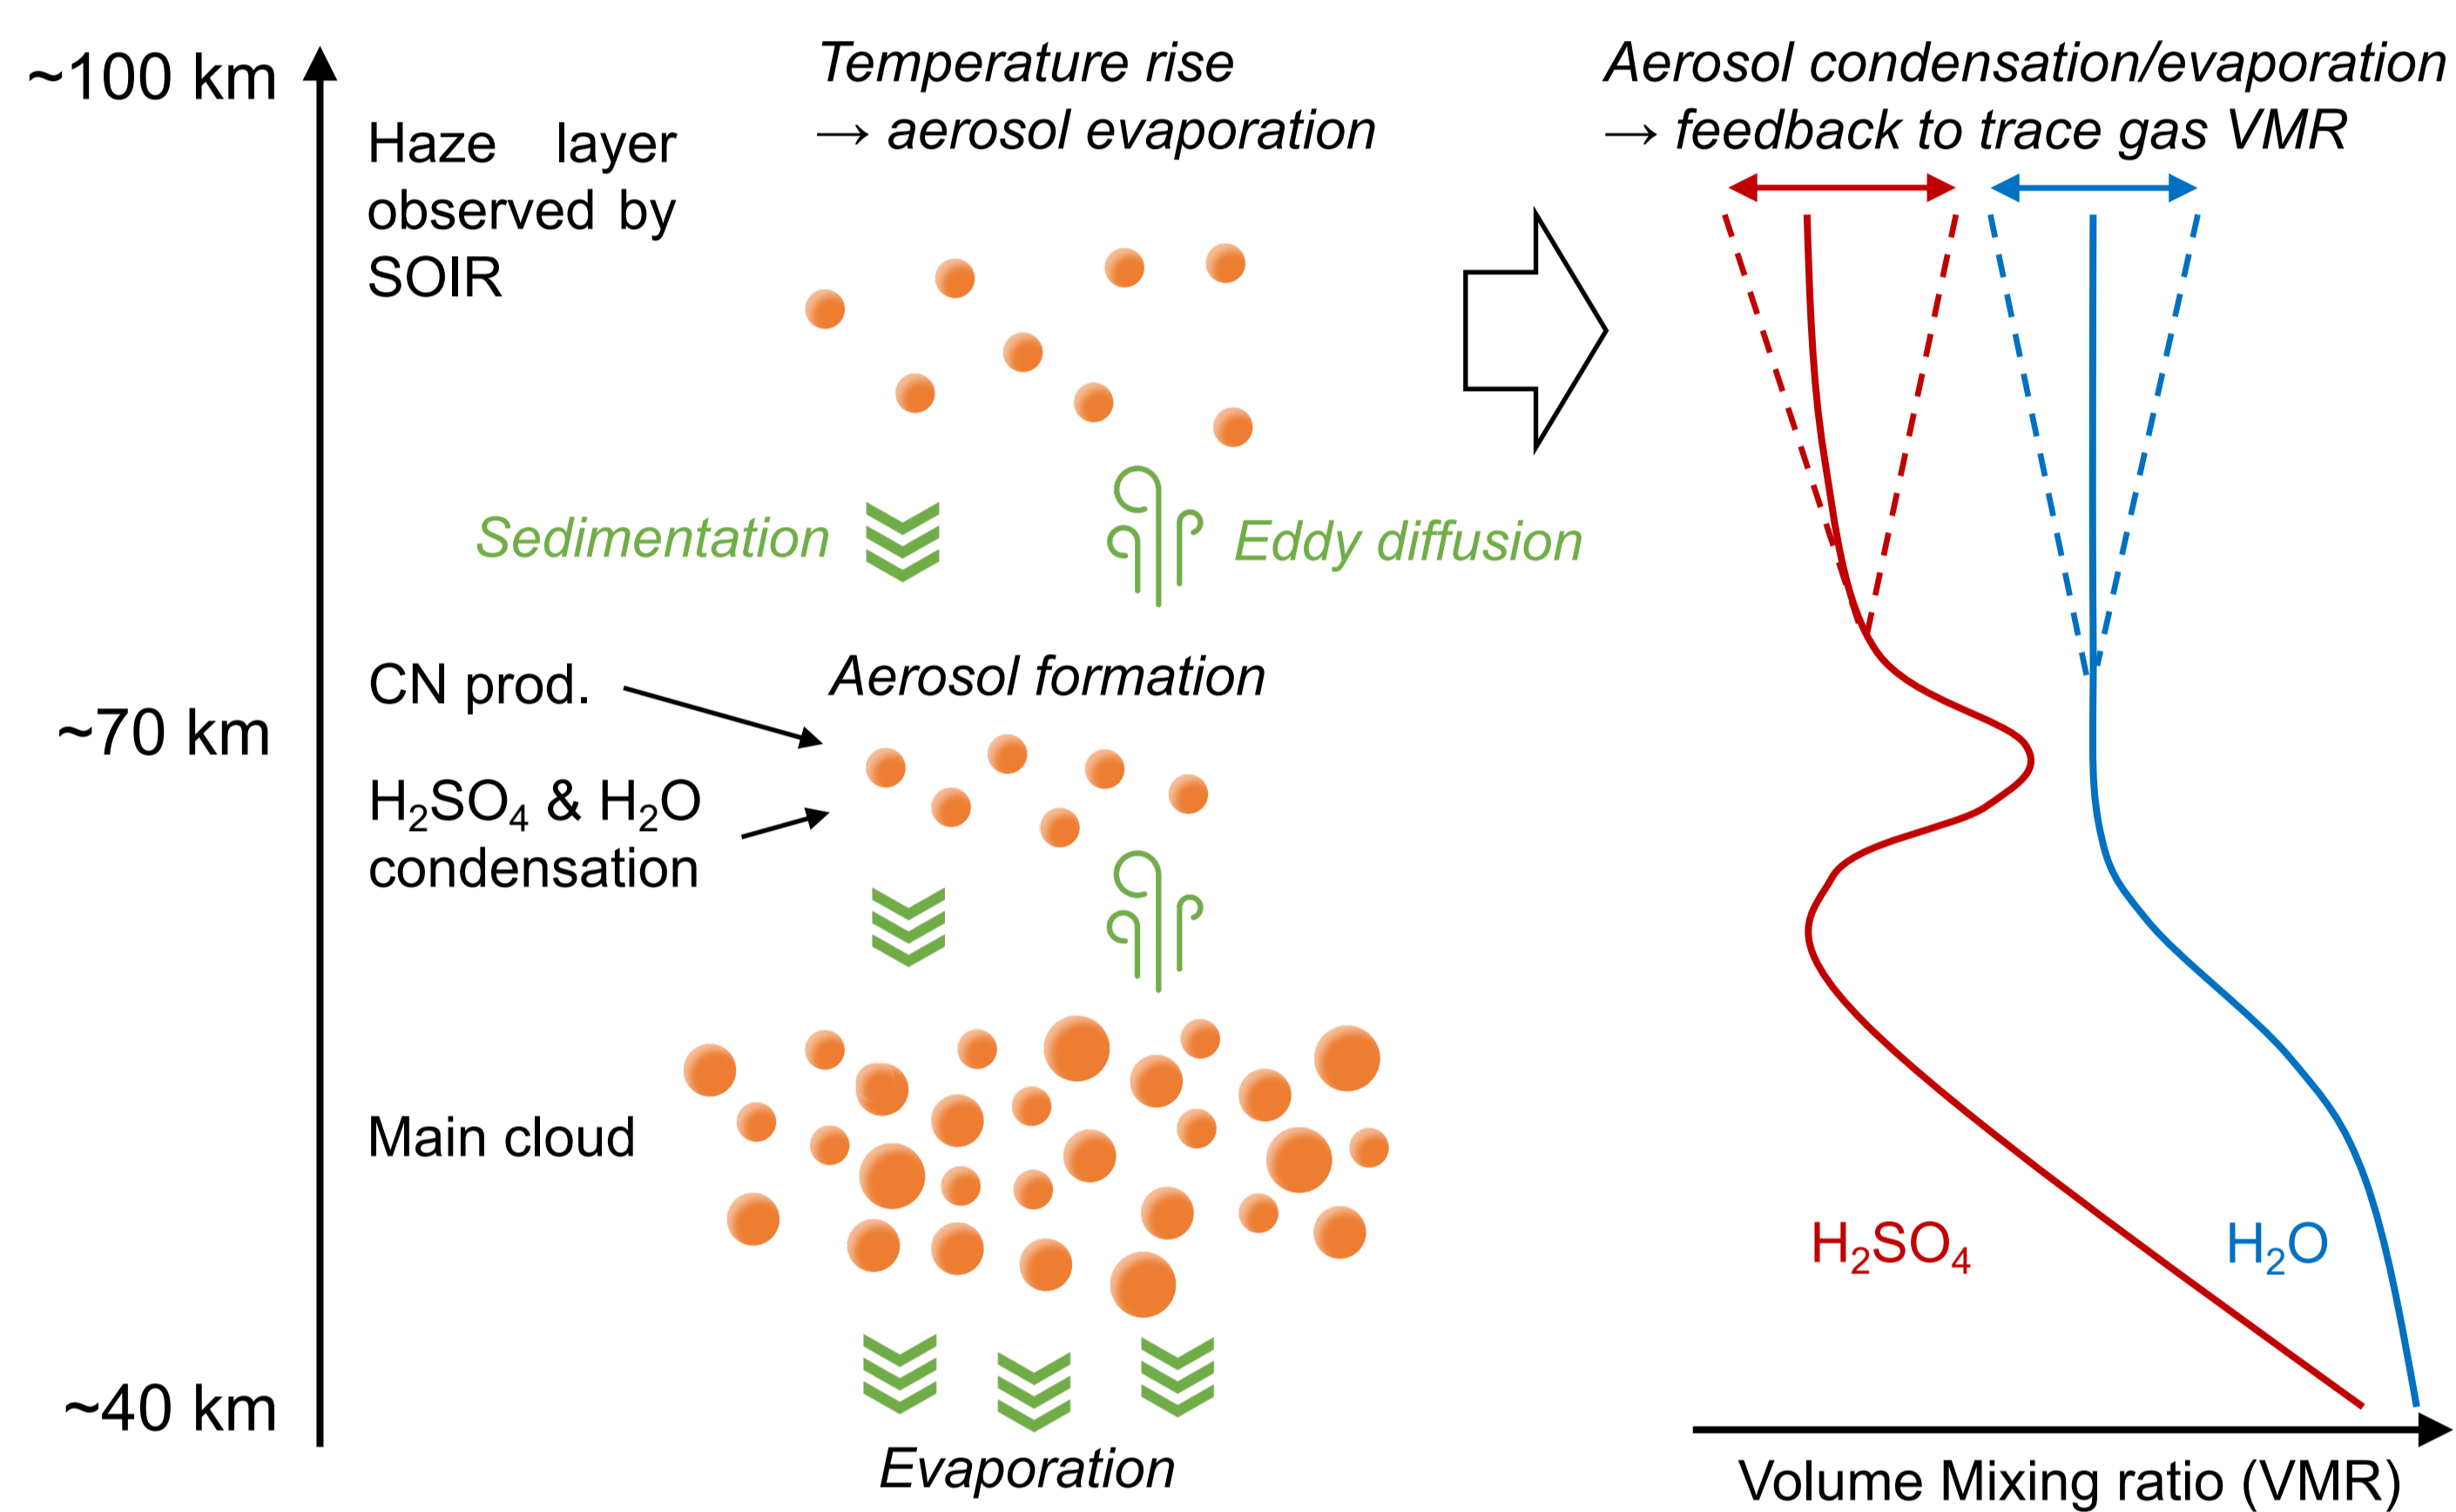 ~100 km
Haze layer
observed by
SOIR
Temperature rise
→ aerosol evaporation
Aerosol condensation/evaporation
→ feedback to trace gas VMR
Sedimentation
Eddy diffusion
CN prod.
Aerosol formation
~70 km
H₂SO₄ & H₂O
condensation
Main cloud
H₂SO₄
H₂O
~40 km
Evaporation
Volume Mixing ratio (VMR)